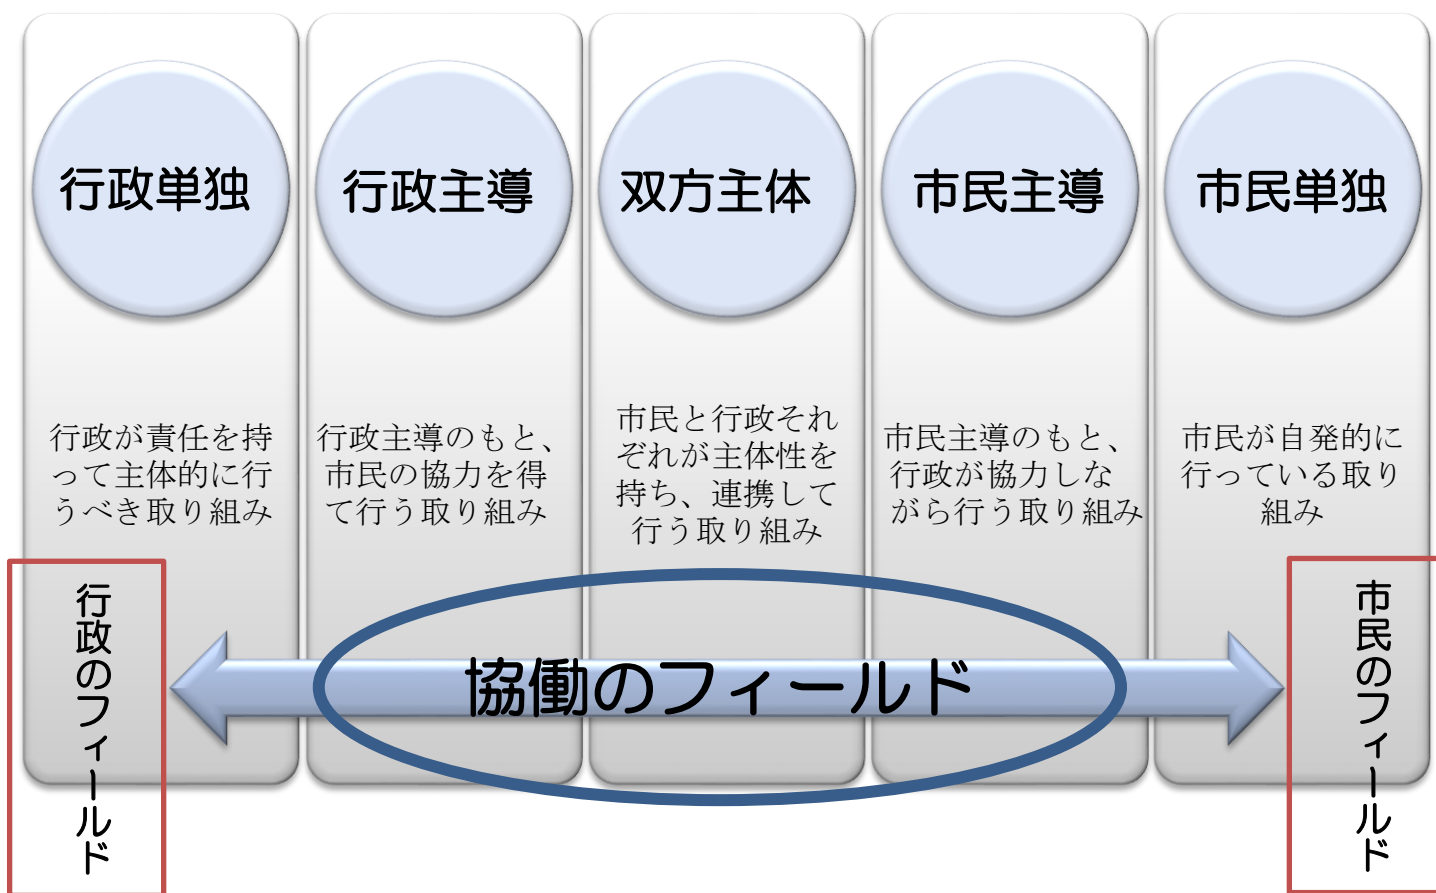 行政単独
行政主導
双方主体
市民主導
市民単独
行政が責任を持
って主体的に行
うべき取り組み
行政主導のもと、
市民の協力を得
て行う取り組み
市民と行政それ
ぞれが主体性を
持ち、連携して
行う取り組み
市民主導のもと、
行政が協力しな
がら行う取り組み
市民が自発的に
行っている取り
組み
行政のフィールド
協働のフィールド
市民のフィールド